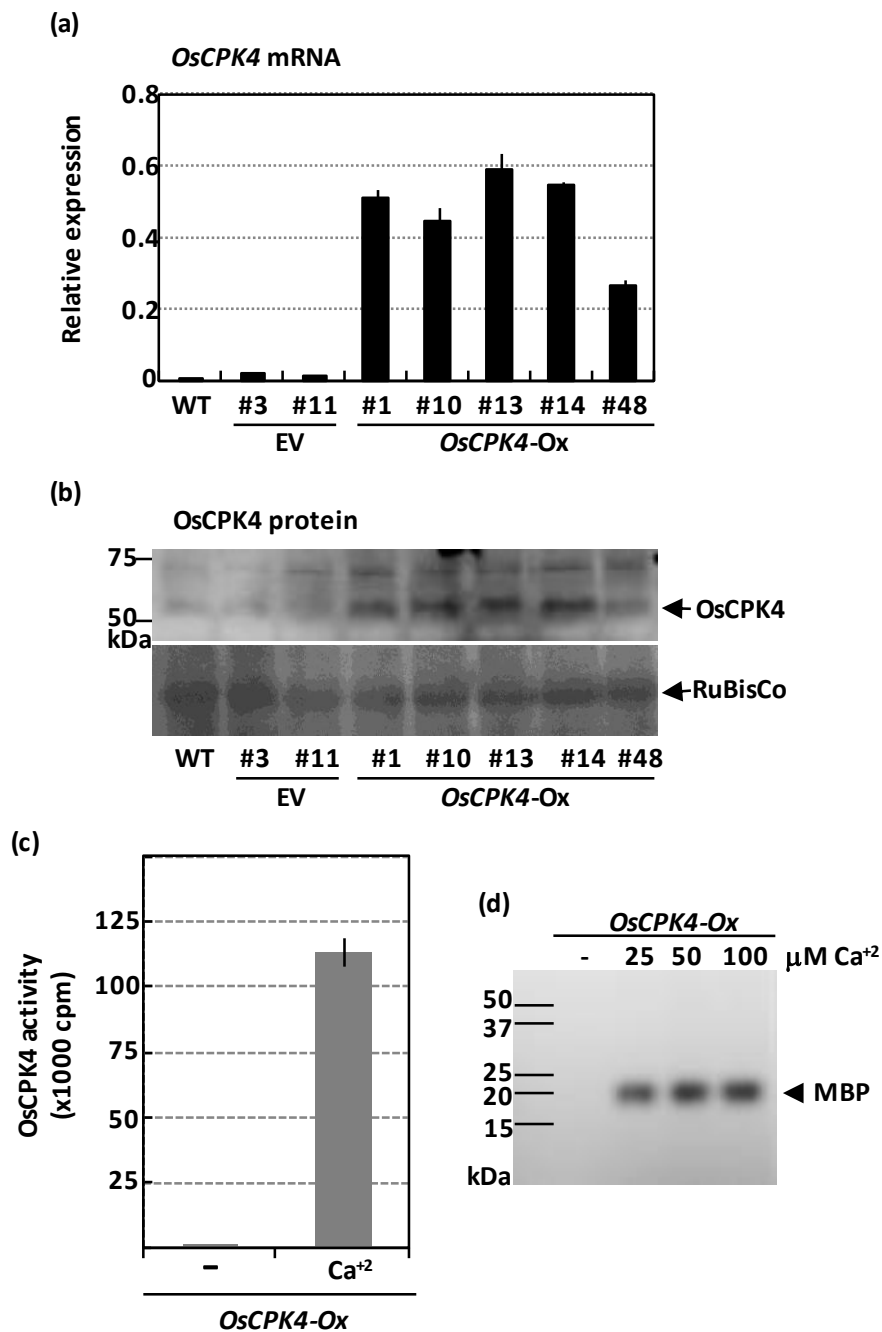 (a)
OsCPK4 mRNA
Relative expression
0.8
0.6
0.4
0.2
0
WT #3 #11 #1 #10 #13 #14 #48
EV OsCPK4-Ox
(b)
OsCPK4 protein
75
50
kDa
OsCPK4
RuBisCo
WT #3 #11 #1 #10 #13 #14 #48
EV OsCPK4-Ox
(c)
OsCPK4 activity
(x1000 cpm)
125
100
75
50
25
– Ca⁺²
OsCPK4-Ox
(d)
OsCPK4-Ox
- 25 50 100 µM Ca⁺²
50
37
25
20
15
kDa
MBP